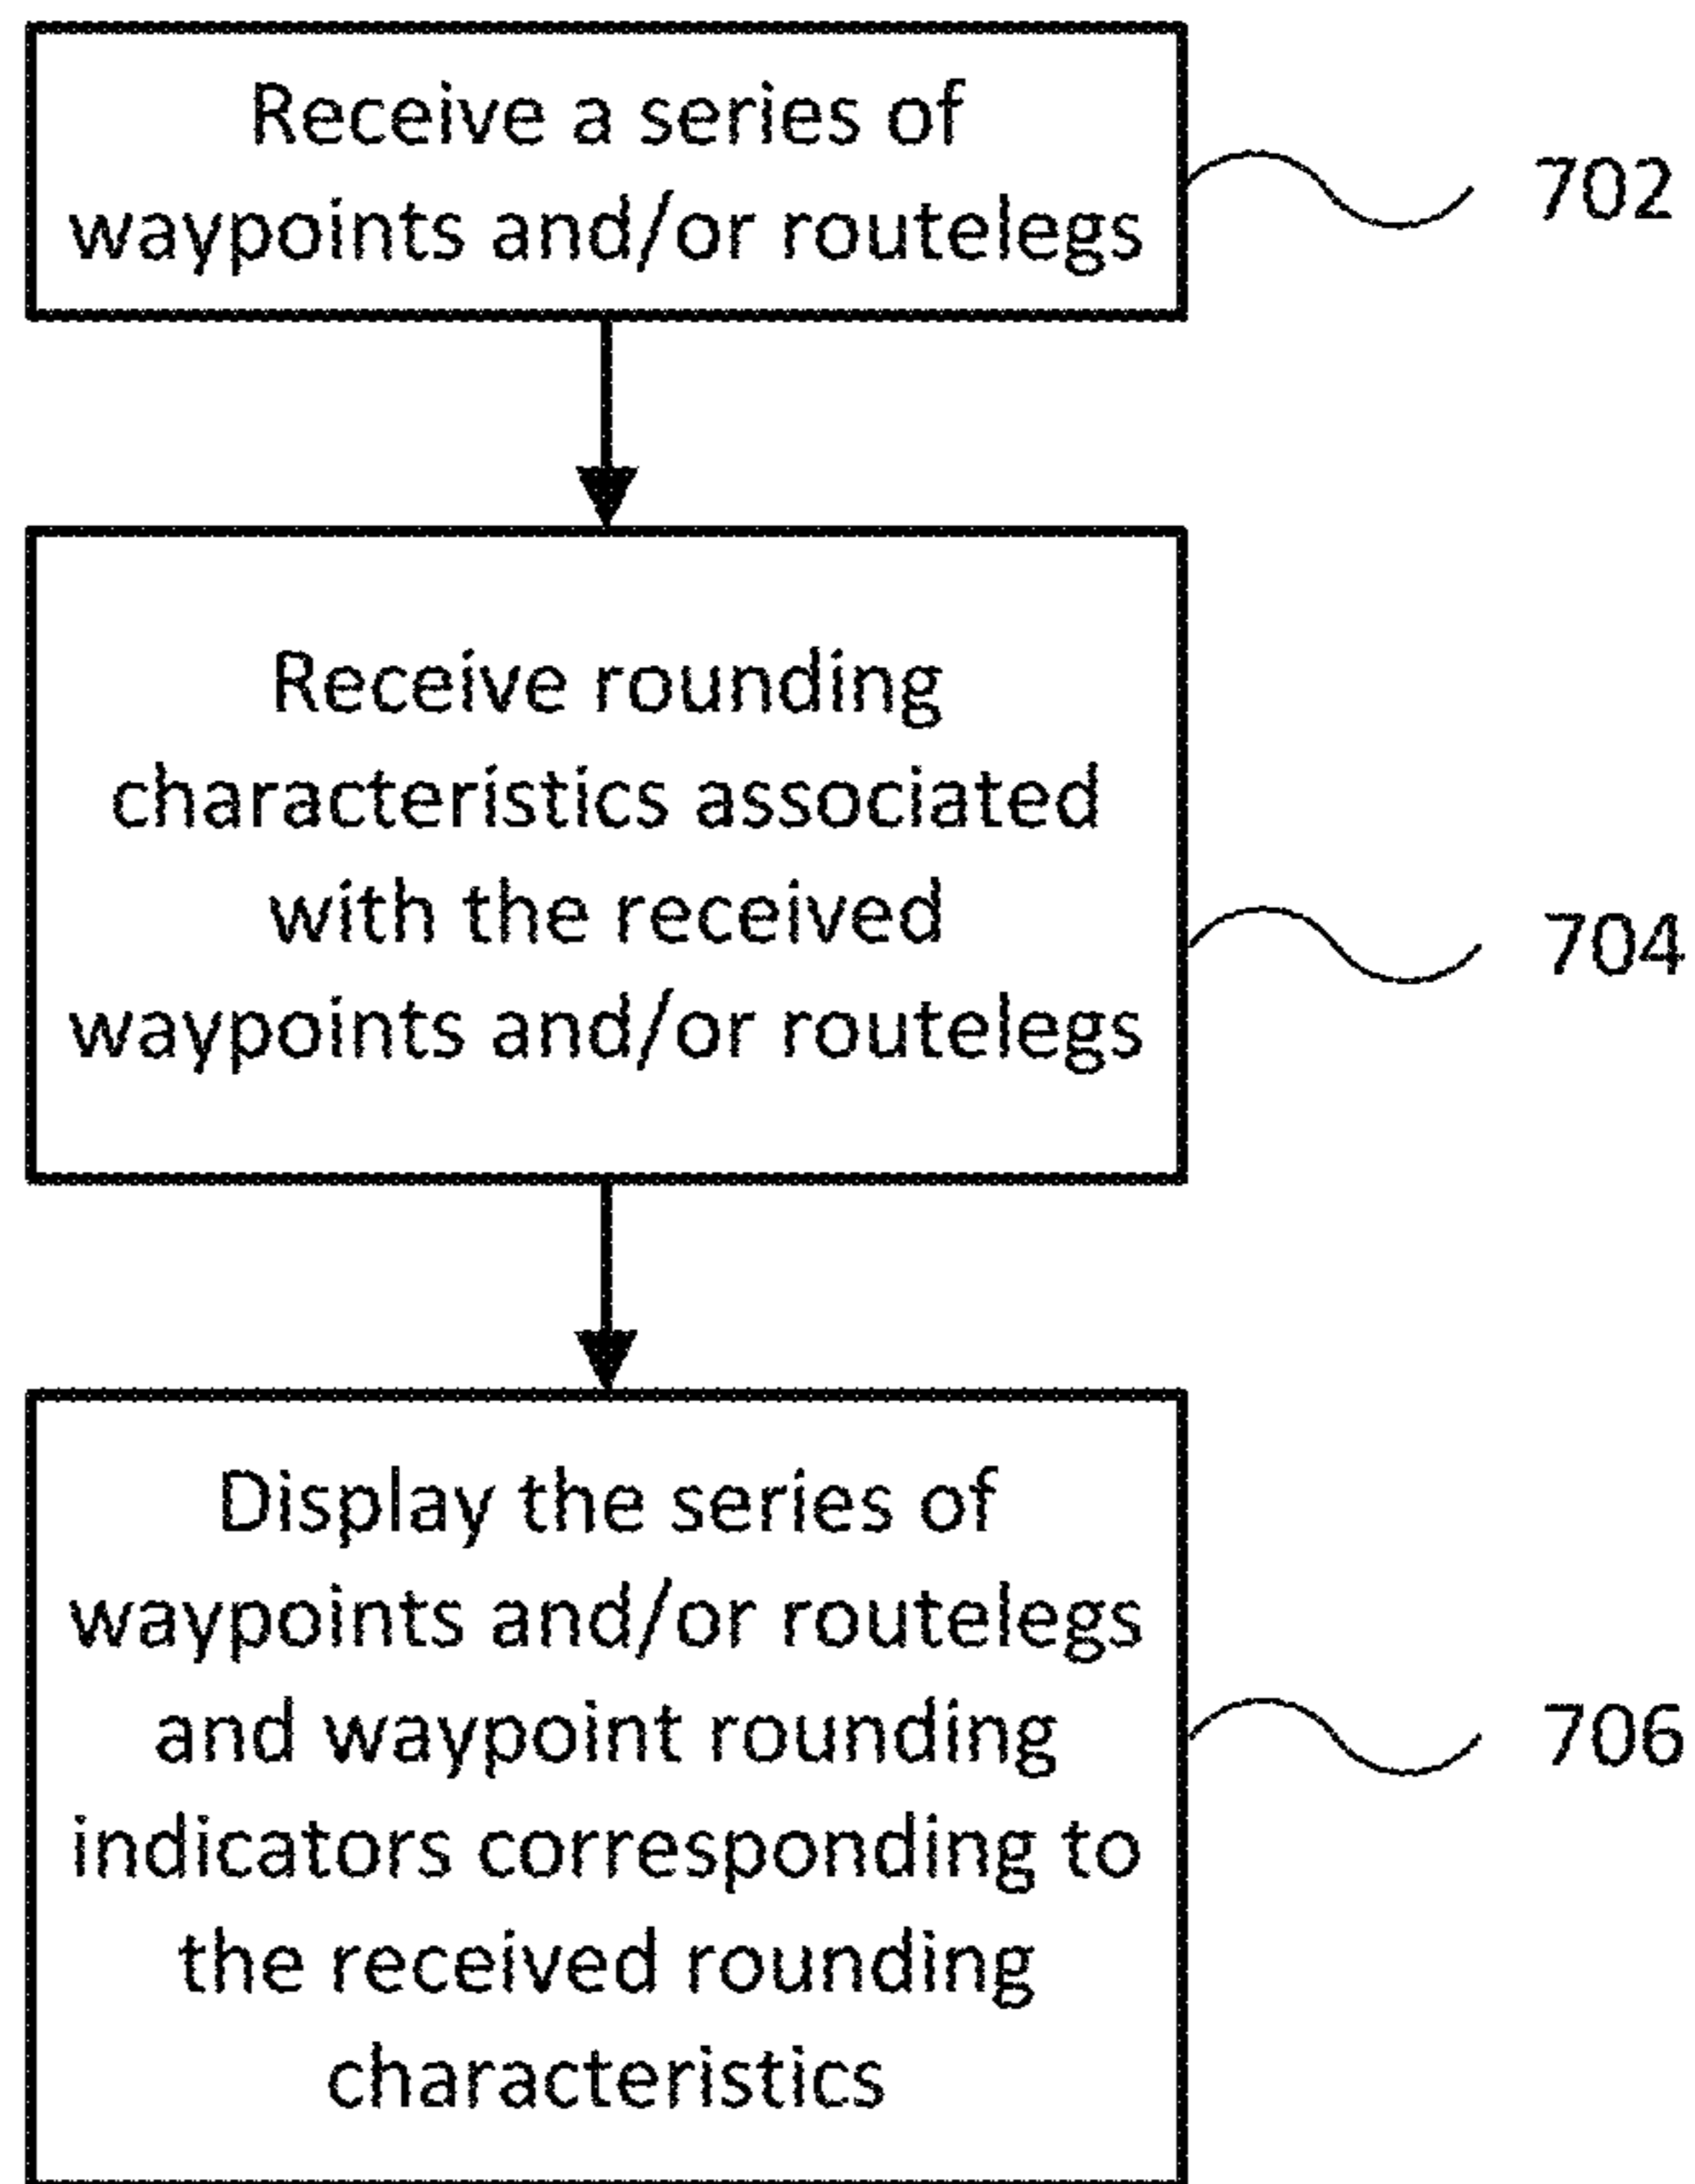 Receive a series of
waypoints and/or routelegs
702
Receive rounding
characteristics associated
with the received
waypoints and/or routelegs
704
Display the series of
waypoints and/or routelegs
and waypoint rounding
indicators corresponding to
the received rounding
characteristics
706